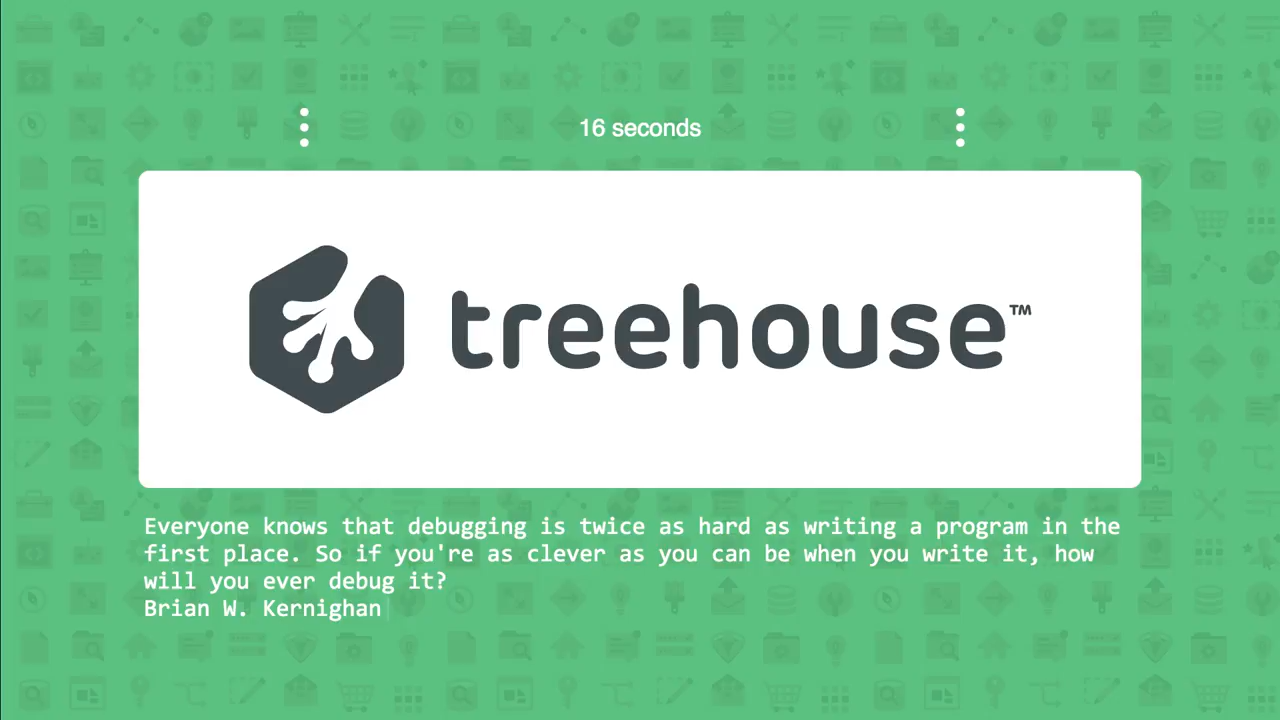 16 seconds
treehouse™
Everyone knows that debugging is twice as hard as writing a program in the
first place. So if you're as clever as you can be when you write it, how
will you ever debug it?
Brian W. Kernighan